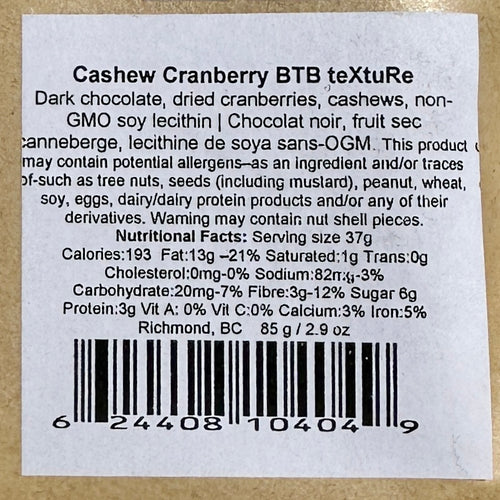 Cashew Cranberry BTB teXtuRe
Dark chocolate, dried cranberries, cashews, non-
GMO soy lecithin | Chocolat noir, fruit sec
canneberge, lecithine de soya sans-OGM. This product
may contain potential allergens–as an ingredient and/or traces
of-such as tree nuts, seeds (including mustard), peanut, wheat,
soy, eggs, dairy/dairy protein products and/or any of their
derivatives. Warning may contain nut shell pieces.
Nutritional Facts: Serving size 37g
Calories:193 Fat:13g –21% Saturated:1g Trans:0g
Cholesterol:0mg-0% Sodium:82mg-3%
Carbohydrate:20mg-7% Fibre:3g-12% Sugar 6g
Protein:3g Vit A: 0% Vit C:0% Calcium:3% Iron:5%
Richmond, BC 85 g / 2.9 oz
6 24408 10404 9